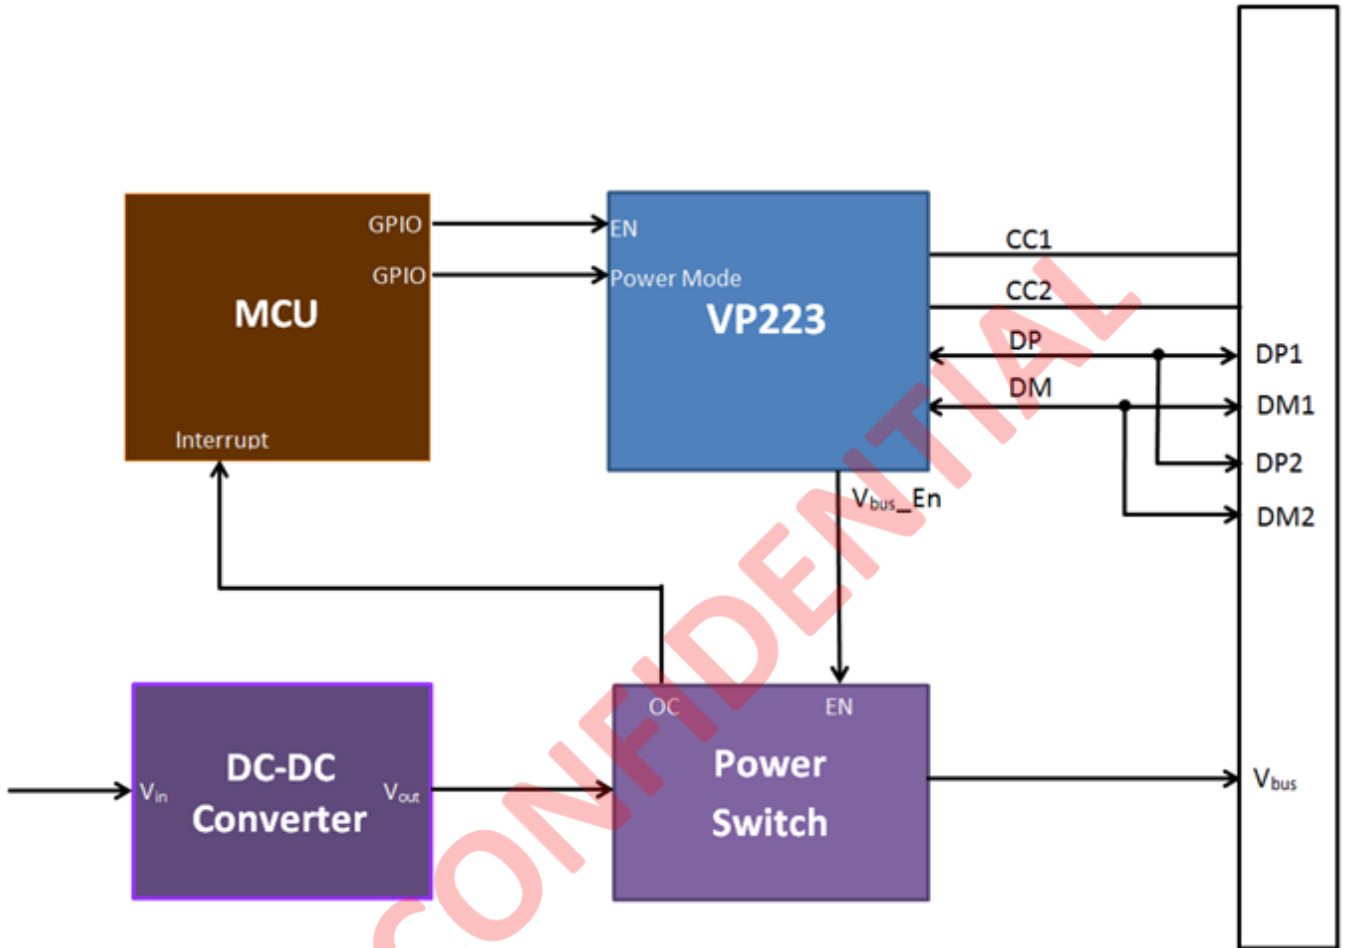 GPIO
EN
GPIO
Power Mode
MCU
VP223
CC1
CC2
DP
DP1
DM
DM1
Interrupt
DP2
Vbus_En
DM2
OC
EN
DC-DC
Converter
Vin
Vout
Power
Switch
Vbus
CONFIDENTIAL